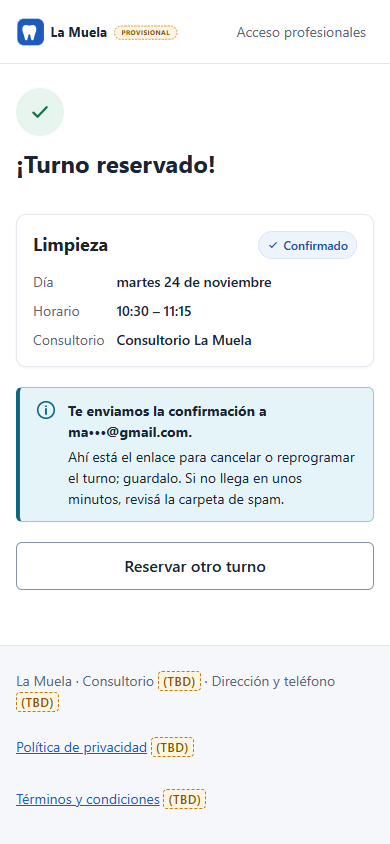 La Muela PROVISIONAL Acceso profesionales
¡Turno reservado!
Limpieza Confirmado
Día martes 24 de noviembre
Horario 10:30 – 11:15
Consultorio Consultorio La Muela
Te enviamos la confirmación a
ma•••@gmail.com.
Ahí está el enlace para cancelar o reprogramar
el turno; guardalo. Si no llega en unos
minutos, revisá la carpeta de spam.
Reservar otro turno
La Muela · Consultorio (TBD) · Dirección y teléfono
(TBD)
Política de privacidad (TBD)
Términos y condiciones (TBD)